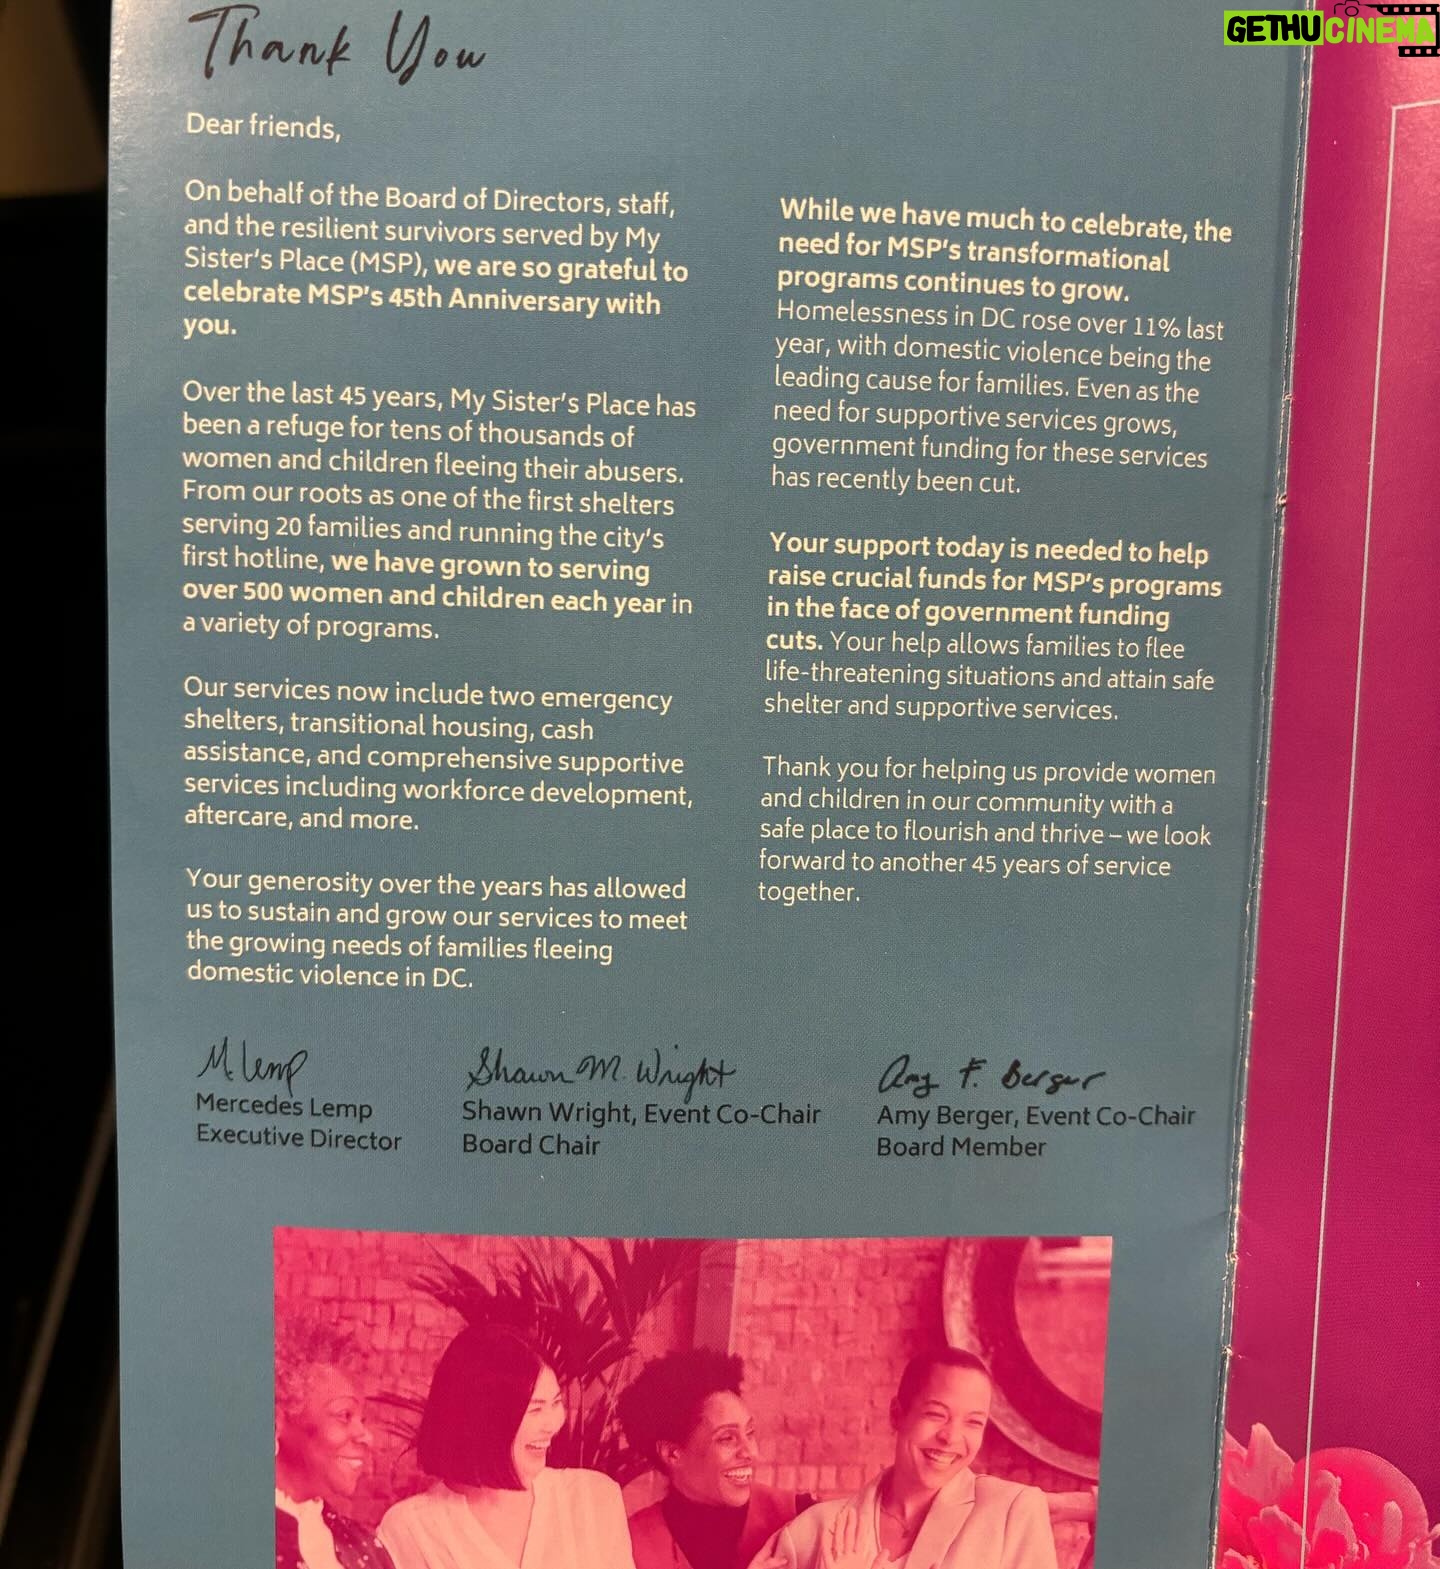 GETHUCINEMA
Thank You
Dear friends,
On behalf of the Board of Directors, staff,
and the resilient survivors served by My
Sister's Place (MSP), we are so grateful to
celebrate MSP's 45th Anniversary with
you.
Over the last 45 years, My Sister's Place has
been a refuge for tens of thousands of
women and children fleeing their abusers.
From our roots as one of the first shelters
serving 20 families and running the city's
first hotline, we have grown to serving
over 500 women and children each year in
a variety of programs.
Our services now include two emergency
shelters, transitional housing, cash
assistance, and comprehensive supportive
services including workforce development,
aftercare, and more.
Your generosity over the years has allowed
us to sustain and grow our services to meet
the growing needs of families fleeing
domestic violence in DC.
While we have much to celebrate, the
need for MSP's transformational
programs continues to grow.
Homelessness in DC rose over 11% last
year, with domestic violence being the
leading cause for families. Even as the
need for supportive services grows,
government funding for these services
has recently been cut.
Your support today is needed to help
raise crucial funds for MSP's programs
in the face of government funding
cuts. Your help allows families to flee
life-threatening situations and attain safe
shelter and supportive services.
Thank you for helping us provide women
and children in our community with a
safe place to flourish and thrive – we look
forward to another 45 years of service
together.
M. Lemp
Mercedes Lemp
Executive Director
Shawn M. Wright
Shawn Wright, Event Co-Chair
Board Chair
Amy F. Berger
Amy Berger, Event Co-Chair
Board Member